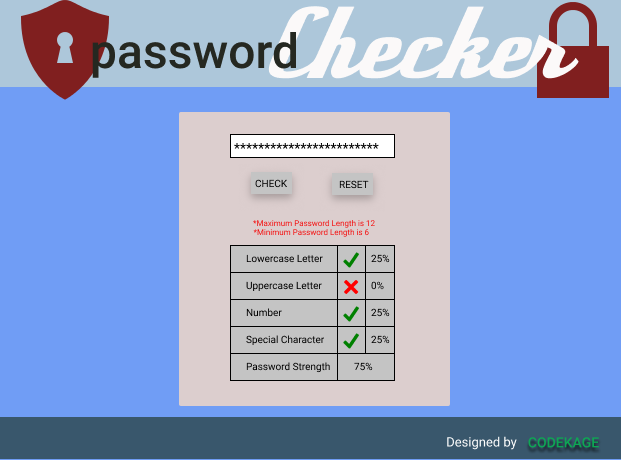 password Checker
************************
CHECK RESET
*Maximum Password Length is 12
*Minimum Password Length is 6
Lowercase Letter 25%
Uppercase Letter 0%
Number 25%
Special Character 25%
Password Strength 75%
Designed by CODEKAGE